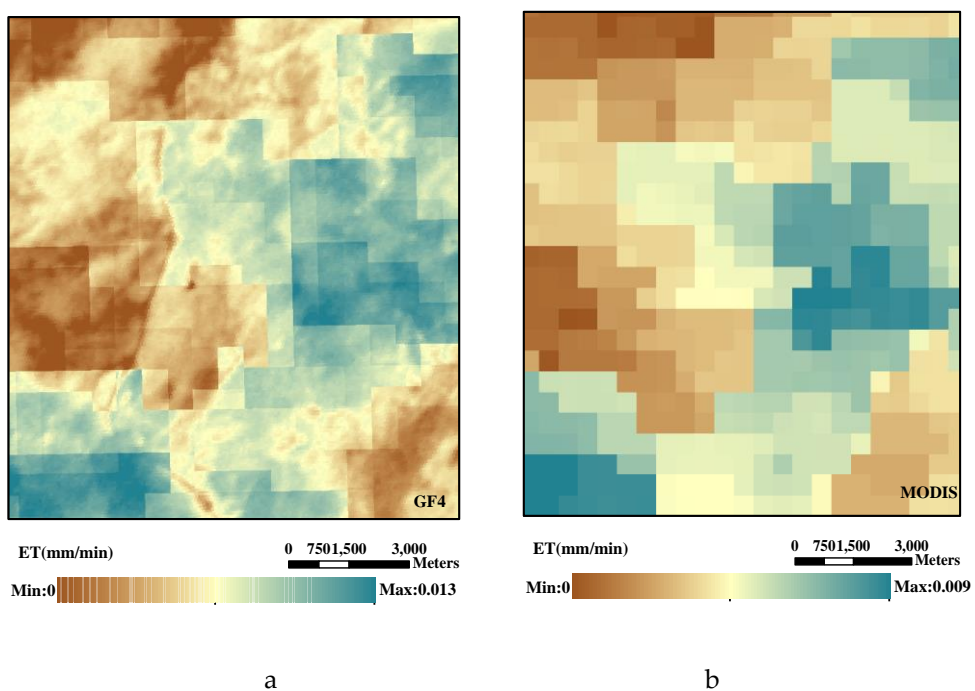 GF4
ET(mm/min)
0 7501,500 3,000
Meters
Min:0
Max:0.013
a
MODIS
ET(mm/min)
0 7501,500 3,000
Meters
Min:0
Max:0.009
b